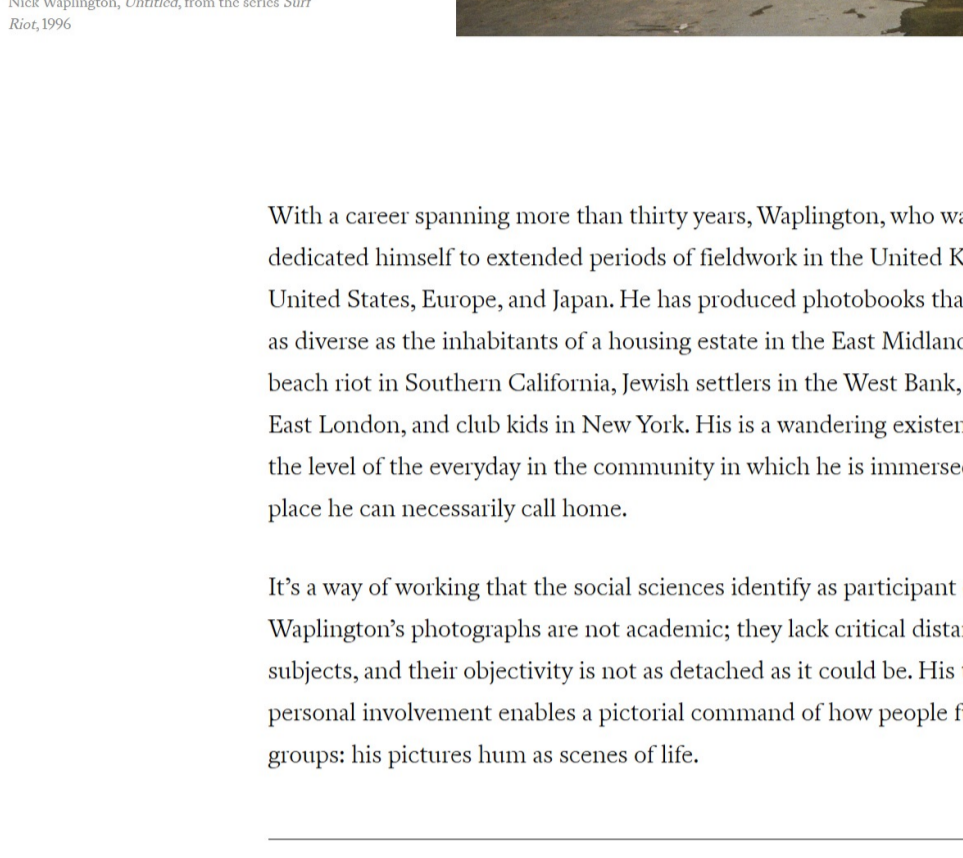 Nick Waplington, Untitled, from the series Surf
Riot, 1996
With a career spanning more than thirty years, Waplington, who
dedicated himself to extended periods of fieldwork in the United
United States, Europe, and Japan. He has produced photobooks
as diverse as the inhabitants of a housing estate in the East
beach riot in Southern California, Jewish settlers in the West Bank,
East London, and club kids in New York. His is a wandering
the level of the everyday in the community in which he is
place he can necessarily call home.
It’s a way of working that the social sciences identify as participant
Waplington’s photographs are not academic; they lack critical
subjects, and their objectivity is not as detached as it could be. His
personal involvement enables a pictorial command of how people
groups: his pictures hum as scenes of life.